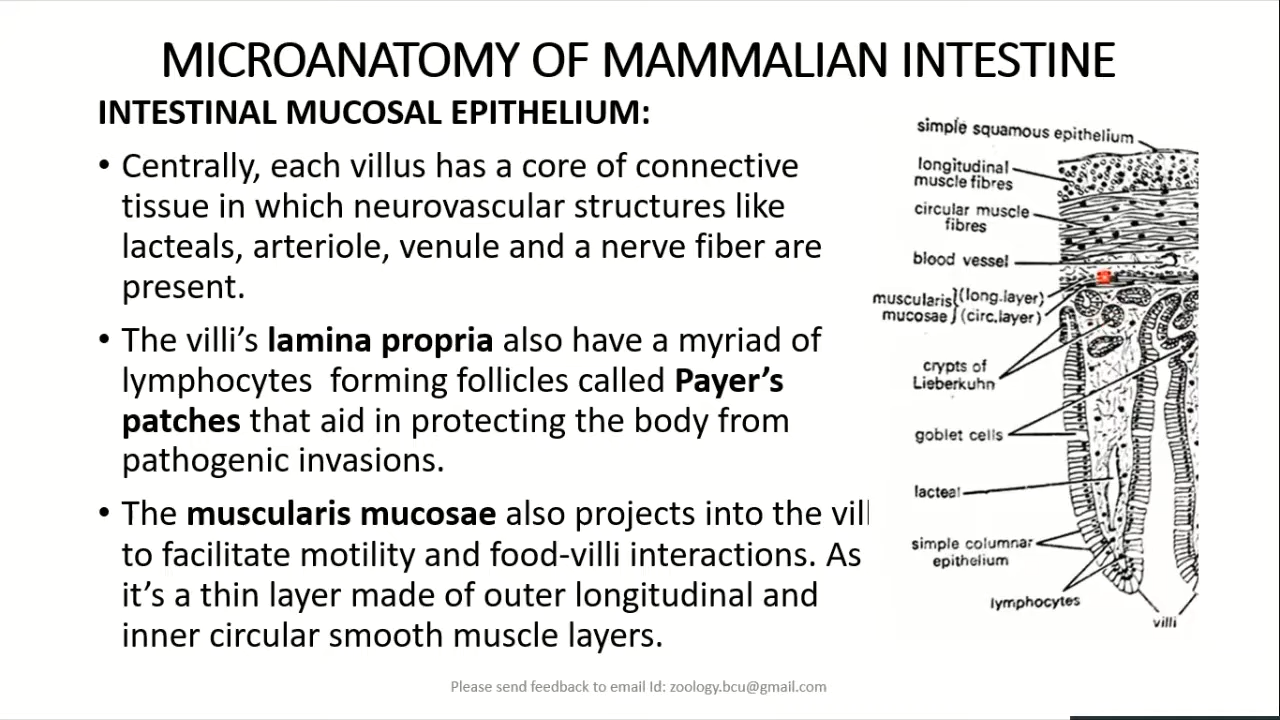 MICROANATOMY OF MAMMALIAN INTESTINE
INTESTINAL MUCOSAL EPITHELIUM:
• Centrally, each villus has a core of connective
tissue in which neurovascular structures like
lacteals, arteriole, venule and a nerve fiber are
present.
• The villi’s lamina propria also have a myriad of
lymphocytes forming follicles called Payer’s
patches that aid in protecting the body from
pathogenic invasions.
• The muscularis mucosae also projects into the vill
to facilitate motility and food-villi interactions. As
it’s a thin layer made of outer longitudinal and
inner circular smooth muscle layers.
simple squamous epithelium
longitudinal
muscle fibres
circular muscle
fibres
blood vessel
muscularis } (long.layer)
mucosae } (circ.layer)
crypts of
Lieberkuhn
goblet cells
lacteal
simple columnar
epithelium
lymphocytes
villi
Please send feedback to email Id: zoology.bcu@gmail.com